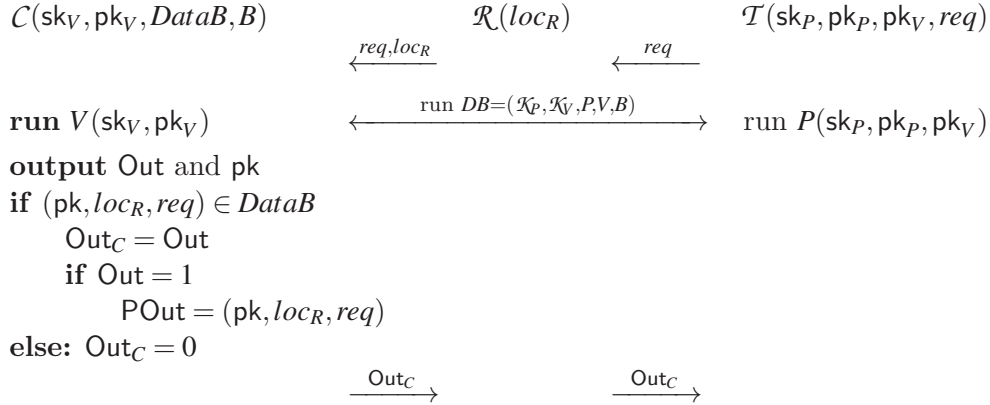 C(sk_V, pk_V, DataB, B) R(loc_R) T(sk_P, pk_P, pk_V, req)
req,loc_R req
run V(sk_V, pk_V) run DB=(K_P,K_V,P,V,B) run P(sk_P, pk_P, pk_V)
output Out and pk
if (pk, loc_R, req) ∈ DataB
Out_C = Out
if Out = 1
POut = (pk, loc_R, req)
else: Out_C = 0
Out_C Out_C